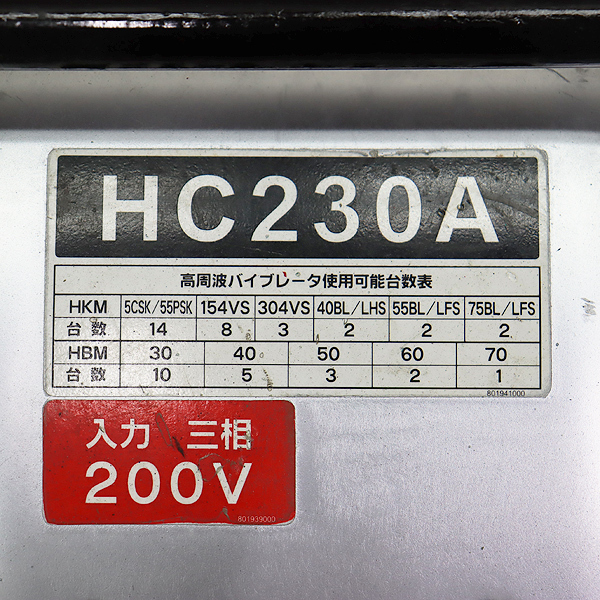 HC230A
高周波バイブレータ使用可能台数表
HKM 5CSK/55PSK 154VS 304VS 40BL/LHS 55BL/LFS 75BL/LFS
台数 14 8 3 2 2 2
HBM 30 40 50 60 70
台数 10 5 3 2 1
801941000
入力 三相
200V
801939000